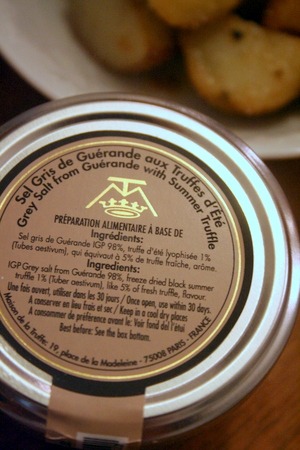 Sel Gris de Guérande aux Truffes d'Été
Grey Salt from Guérande with Summer Truffle
PRÉPARATION ALIMENTAIRE À BASE DE
Ingrédients:
Sel gris de Guérande IGP 98%, truffe d'été lyophisée 1%
(Tubes aestivum), qui équivaut à 5% de truffe fraîche, arôme.
Ingredients:
IGP Grey salt from Guérande 98%, freeze dried black summer
truffle 1% (Tube aestivum), like 5% of fresh truffle, flavour.
Une fois ouvert, utiliser dans les 30 jours / Once open, use within 30 days.
A conserver en lieu frais et sec / Keep in a cool dry places
A consommer de préférence avant le: Voir fond del l'étui
Best before: See the box bottom.
Maison de la Truffe. 19, place de la Madeleine - 75008 PARIS - FRANCE